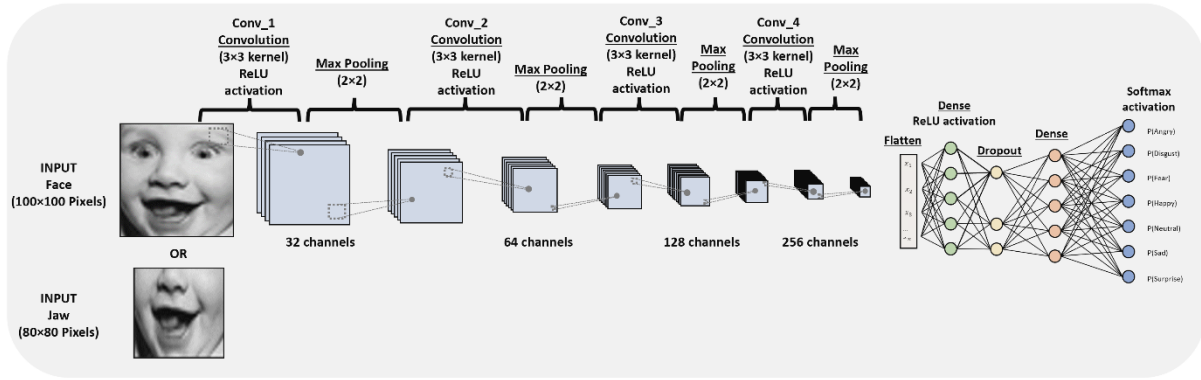 Conv_1
Convolution
(3×3 kernel)
ReLU
activation
Max Pooling
(2×2)
Conv_2
Convolution
(3×3 kernel)
ReLU
activation
Max Pooling
(2×2)
Conv_3
Convolution
(3×3 kernel)
ReLU
activation
Max
Pooling
(2×2)
Conv_4
Convolution
(3×3 kernel)
ReLU
activation
Max
Pooling
(2×2)
INPUT
Face
(100×100 Pixels)
OR
INPUT
Jaw
(80×80 Pixels)
32 channels
64 channels
128 channels
256 channels
Flatten
Dense
ReLU activation
Dropout
Dense
Softmax
activation
P(Angry)
P(Disgust)
P(Fear)
P(Happy)
P(Neutral)
P(Sad)
P(Surprise)